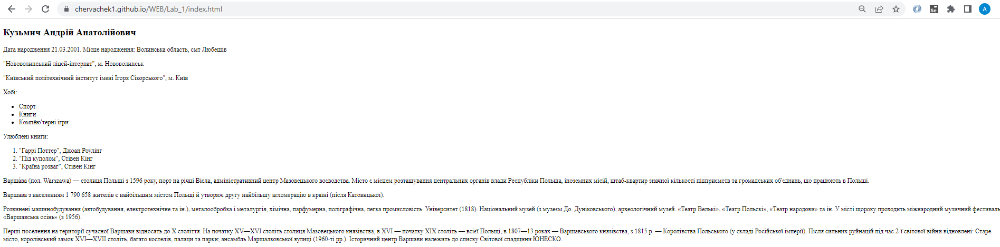 chervachek1.github.io/WEB/Lab_1/index.html
Se
A
Кузьмич Андрій Анатолійович
Дата народження 21.03.2001. Місце народження: Волинська область, смт Любешів
"Нововолинський ліцей-інтернат", м. Нововолинськ
"Київський політехнічний інститут імені Ігоря Сікорського", м. Київ
Хобі:
• Спорт
• Книги
• Компёю'терні ігри
Улюблені книги:
1. "Гаррі Поттер", Джоан Роулінг
2. "Під куполом", Стівен Кінг
3. "Країна розваг", Стівен Кінг
Варша́ва (пол. Warszawa) — столиця Польщі з 1596 року, порт на річці Вісла, адміністративний центр Мазовецького воєводства. Місто є місцем розташування центральних органів влади Республіки Польща, іноземних місій, штаб-квартир значної кількості підприємств та громадських об'єднань, що працюють в Польщі.
Варшава з населенням 1 790 658 жителів є найбільшим містом Польщі й утворює другу найбільшу агломерацію в країні (після Катовицької).
Розвинені машинобудування (автобудування, електротехнічне та ін.), металообробка і металургія, хімічна, парфумерна, поліграфічна, легка промисловість. Університет (1818). Національний музей (з музеєм До. Дуніковського), археологічний музей. «Театр Велькі», «Театр Польскі», «Театр народови» та ін. У місті щороку проходить міжнародний музичний фестиваль
«Варшавська осінь» (з 1956).
Перші поселення на території сучасної Варшави відносять до X століття. На початку XV—XVI століть столиця Мазовецького князівства, в XVI — початку XIX століть — всієї Польщі, в 1807—13 роках — Варшавського князівства, з 1815 р. — Королівства Польського (у складі Російської імперії). Після сильних руйнацій під час 2-ї світової війни відновлені: Старе
місто, королівський замок XVI—XVII століть, багато костелів, палаци та парки; ансамбль Маршалковської вулиці (1960-ті рр.). Історичний центр Варшави належить до списку Світової спадщини ЮНЕСКО.